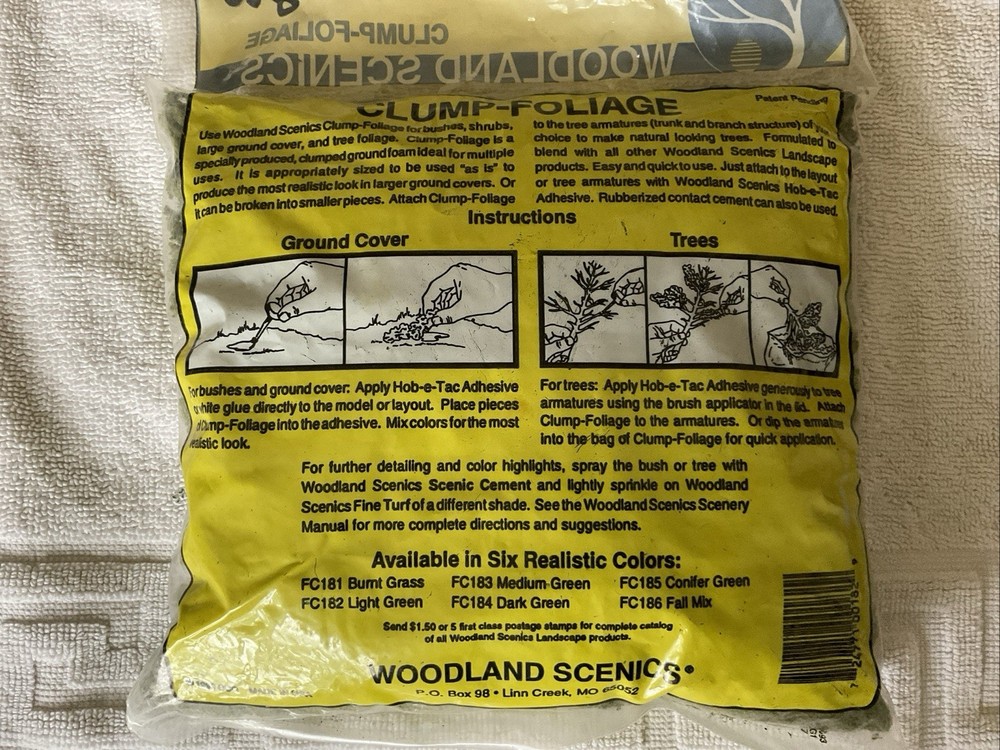 CLUMP-FOLIAGE
WOODLAND SCENICS
CLUMP-FOLIAGE
Patent Pending
Use Woodland Scenics Clump-Foliage for bushes, shrubs,
large ground cover, and tree foliage. Clump-Foliage is a
specially produced, clumped ground foam ideal for multiple
uses. It is appropriately sized to be used "as is" to
produce the most realistic look in larger ground covers. Or
it can be broken into smaller pieces. Attach Clump-Foliage
to the tree armatures (trunk and branch structure) of your
choice to make natural looking trees. Formulated to
blend with all other Woodland Scenics Landscape
products. Easy and quick to use. Just attach to the layout
or tree armatures with Woodland Scenics Hob-e-Tac
Adhesive. Rubberized contact cement can also be used.
Instructions
Ground Cover
For bushes and ground cover: Apply Hob-e-Tac Adhesive
or white glue directly to the model or layout. Place pieces
of Clump-Foliage into the adhesive. Mix colors for the most
realistic look.
Trees
For trees: Apply Hob-e-Tac Adhesive generously to tree
armatures using the brush applicator in the lid. Attach
Clump-Foliage to the armatures. Or dip the armature
into the bag of Clump-Foliage for quick application.
For further detailing and color highlights, spray the bush or tree with
Woodland Scenics Scenic Cement and lightly sprinkle on Woodland
Scenics Fine Turf of a different shade. See the Woodland Scenics Scenery
Manual for more complete directions and suggestions.
Available in Six Realistic Colors:
FC181 Burnt Grass FC183 Medium Green FC185 Conifer Green
FC182 Light Green FC184 Dark Green FC186 Fall Mix
Send $1.50 or 5 first class postage stamps for complete catalog
of all Woodland Scenics Landscape products.
WOODLAND SCENICS
P.O. Box 98 • Linn Creek, MO 65052
MADE IN USA